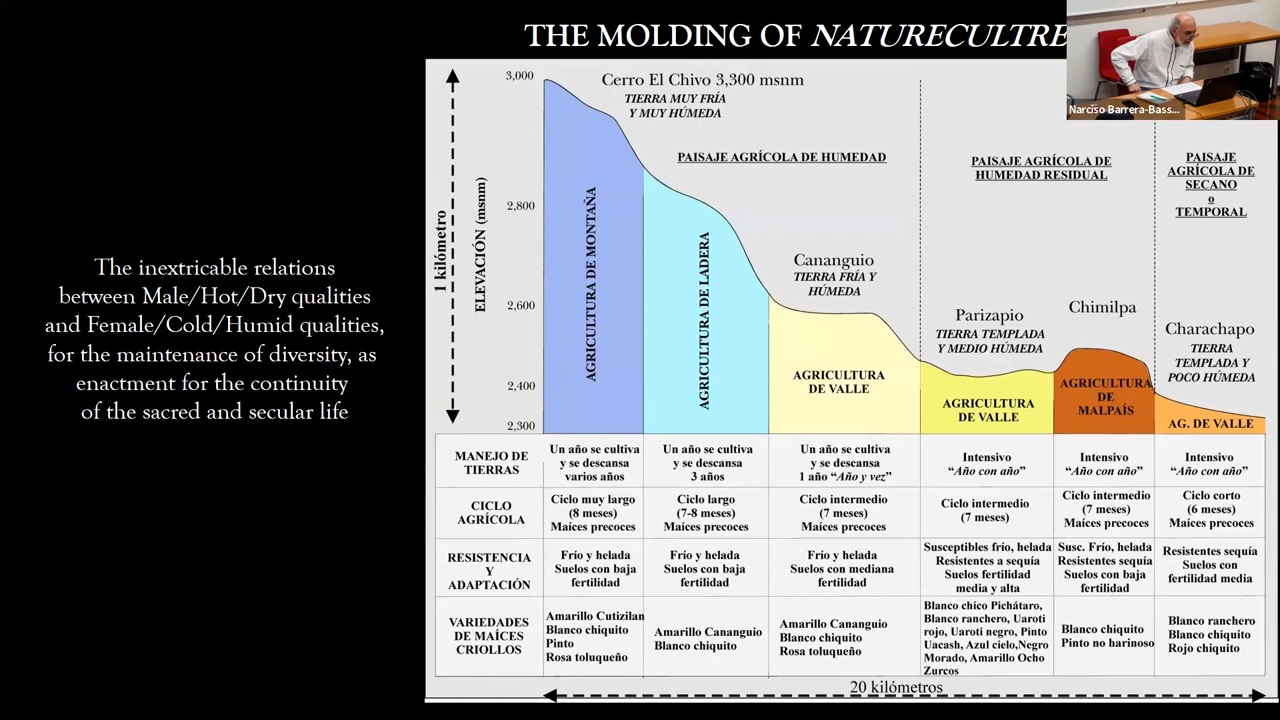 THE MOLDING OF NATURECULTRE
Narciso Barrera-Bass...
The inextricable relations
between Male/Hot/Dry qualities
and Female/Cold/Humid qualities,
for the maintenance of diversity, as
enactment for the continuity
of the sacred and secular life
1 kilómetro
ELEVACIÓN (msnm)
3,000
2,800
2,600
2,400
2,300
Cerro El Chivo 3,300 msnm
TIERRA MUY FRÍA
Y MUY HÚMEDA
PAISAJE AGRÍCOLA DE HUMEDAD
PAISAJE AGRÍCOLA DE
HUMEDAD RESIDUAL
PAISAJE
AGRÍCOLA DE
SECANO
o
TEMPORAL
AGRICULTURA DE MONTAÑA
AGRICULTURA DE LADERA
Cananguio
TIERRA FRÍA Y
HÚMEDA
AGRICULTURA
DE VALLE
Parizapio
TIERRA TEMPLADA
Y MEDIO HÚMEDA
AGRICULTURA
DE VALLE
Chimilpa
AGRICULTURA
DE
MALPAÍS
Charachapo
TIERRA
TEMPLADA Y
POCO HÚMEDA
AG. DE VALLE
MANEJO DE
TIERRAS
Un año se cultiva
y se descansa
varios años
Un año se cultiva
y se descansa
3 años
Un año se cultiva
y se descansa
1 año “Año y vez”
Intensivo
“Año con año”
Intensivo
“Año con año”
Intensivo
“Año con año”
CICLO
AGRÍCOLA
Ciclo muy largo
(8 meses)
Maíces precoces
Ciclo largo
(7-8 meses)
Maíces precoces
Ciclo intermedio
(7 meses)
Maíces precoces
Ciclo intermedio
(7 meses)
Ciclo intermedio
(7 meses)
Maíces precoces
Ciclo corto
(6 meses)
Maíces precoces
RESISTENCIA
Y
ADAPTACIÓN
Frío y helada
Suelos con baja
fertilidad
Frío y helada
Suelos con baja
fertilidad
Frío y helada
Suelos con mediana
fertilidad
Susceptibles frío, helada
Resistentes a sequía
Suelos fertilidad
media y alta
Susc. Frío, helada
Resistentes sequía
Suelos con baja
fertilidad
Resistentes sequía
Suelos con
fertilidad media
VARIEDADES
DE MAÍCES
CRIOLLOS
Amarillo Cutizilan
Blanco chiquito
Pinto
Rosa toluqueño
Amarillo Cananguio
Blanco chiquito
Amarillo Cananguio
Blanco chiquito
Rosa toluqueño
Blanco chico Pichátaro,
Blanco ranchero, Uaroti
rojo, Uaroti negro, Pinto
Uacash, Azul cielo,Negro
Morado, Amarillo Ocho
Zurcos
Blanco chiquito
Pinto no harinoso
Blanco ranchero
Blanco chiquito
Rojo chiquito
20 kilómetros